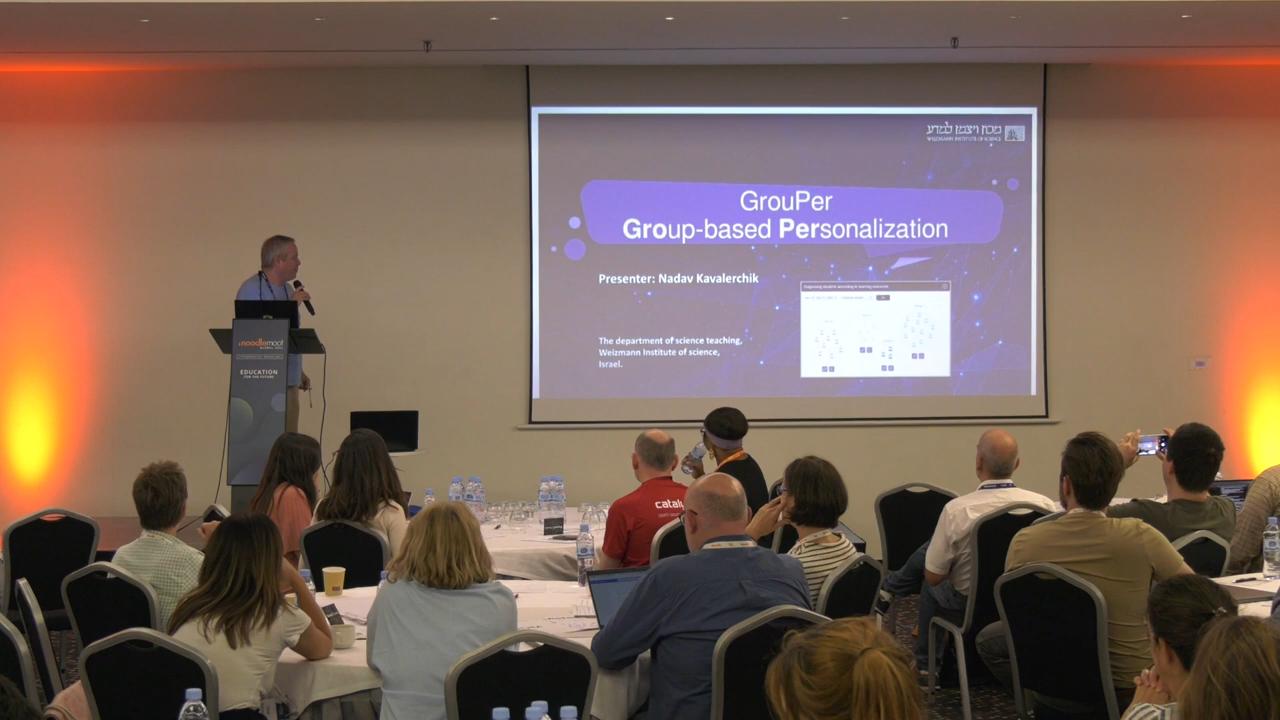 מכון ויצמן למדע
WEIZMANN INSTITUTE OF SCIENCE
GrouPer
Group-based Personalization
Presenter: Nadav Kavalerchik
The department of science teaching,
Weizmann Institute of science,
Israel.
moodlemoot
EDUCATION
FOR THE FUTURE
cataly